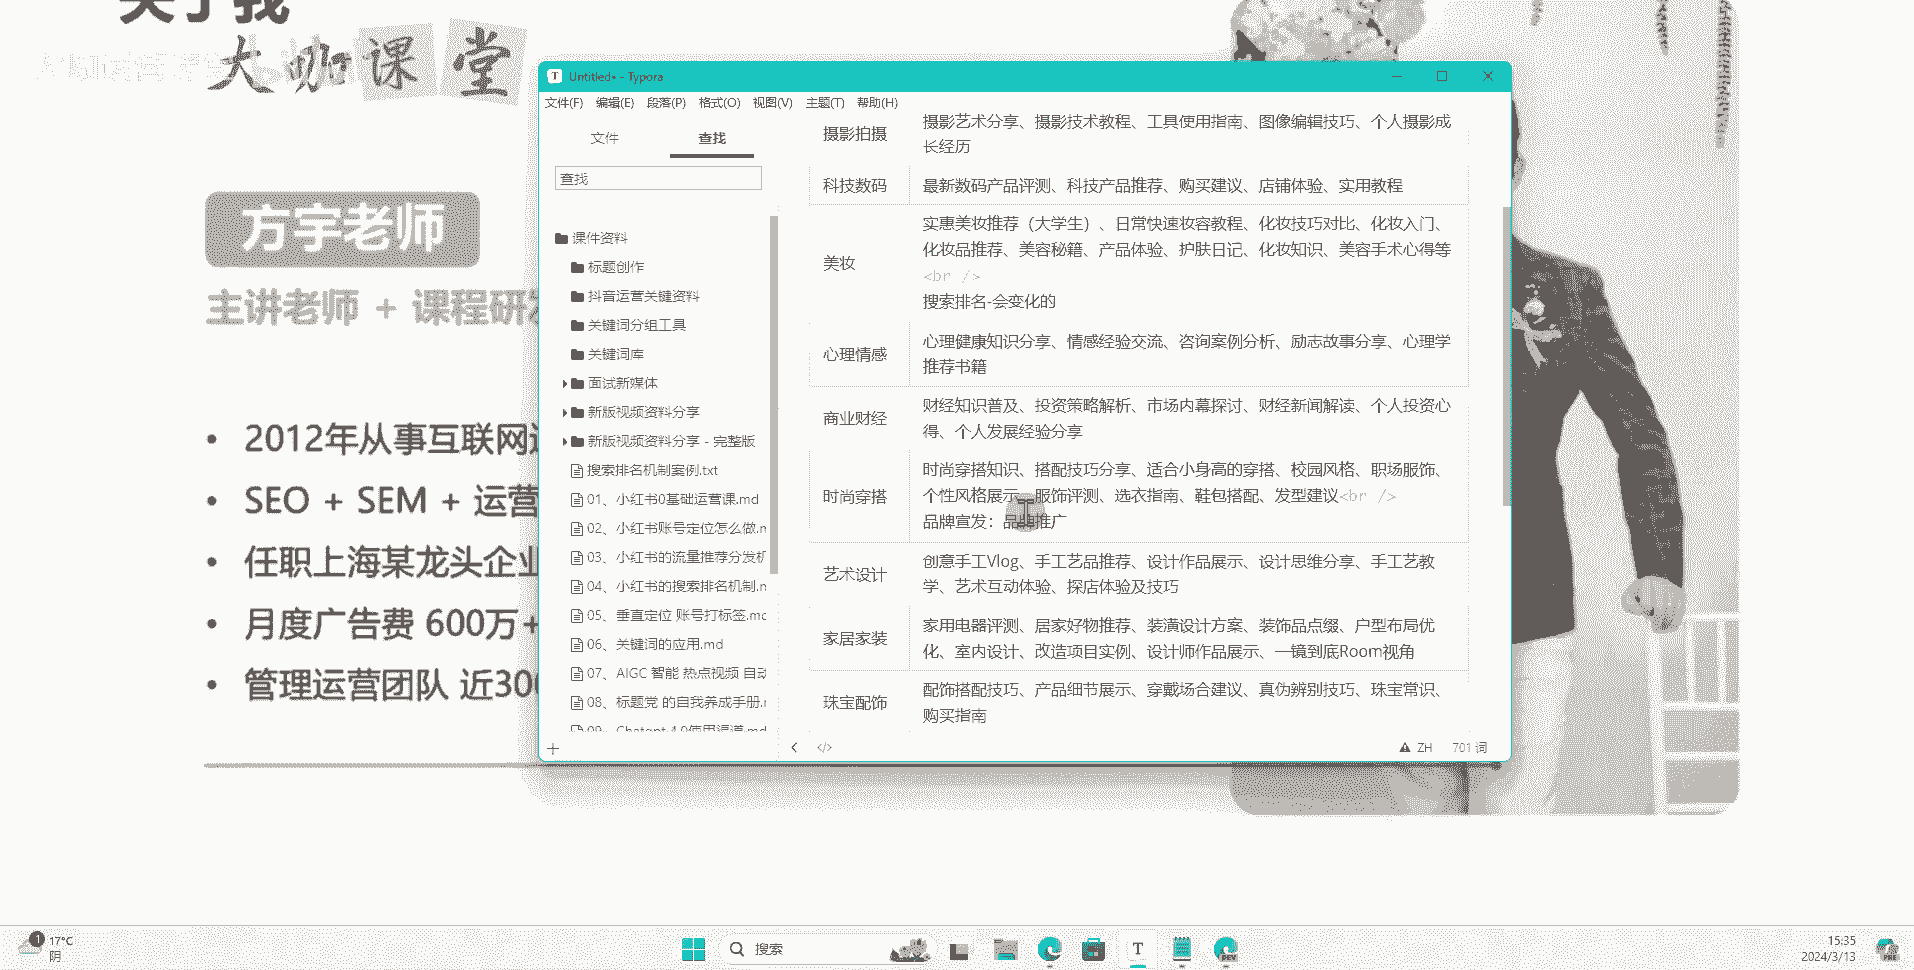 关于我
大咖课堂
方宇老师
主讲老师 + 课程研发
2012年从事互联网运
SEO + SEM + 运营
任职上海某龙头企业
月度广告费 600万+
管理运营团队 近300
Untitled• - Typora
文件(F) 编辑(E) 段落(P) 格式(O) 视图(V) 主题(T) 帮助(H)
文件 查找
查找
课件资料
标题创作
抖音运营关键资料
关键词分组工具
关键词库
面试新媒体
新版视频资料分享
新版视频资料分享 - 完整版
搜索排名机制案例.txt
01、小红书0基础运营课.md
02、小红书账号定位怎么做.m
03、小红书的流量推荐分发机
04、小红书的搜索排名机制.m
05、垂直定位 账号打标签.mc
06、关键词的应用.md
07、AIGC 智能 热点视频 自动
08、标题党 的自我养成手册.r
09、Chatgpt 4.0使用渠道.md
摄影拍摄
摄影艺术分享、摄影技术教程、工具使用指南、图像编辑技巧、个人摄影成
长经历
科技数码
最新数码产品评测、科技产品推荐、购买建议、店铺体验、实用教程
美妆
实惠美妆推荐（大学生）、日常快速妆容教程、化妆技巧对比、化妆入门、
化妆品推荐、美容秘籍、产品体验、护肤日记、化妆知识、美容手术心得等
<br />
搜索排名-会变化的
心理情感
心理健康知识分享、情感经验交流、咨询案例分析、励志故事分享、心理学
推荐书籍
商业财经
财经知识普及、投资策略解析、市场内幕探讨、财经新闻解读、个人投资心
得、个人发展经验分享
时尚穿搭
时尚穿搭知识、搭配技巧分享、适合小身高的穿搭、校园风格、职场服饰、
个性风格展示、服饰评测、选衣指南、鞋包搭配、发型建议<br />
品牌宣发：品牌推广
艺术设计
创意手工Vlog、手工艺品推荐、设计作品展示、设计思维分享、手工艺教
学、艺术互动体验、探店体验及技巧
家居家装
家用电器评测、居家好物推荐、装潢设计方案、装饰品点缀、户型布局优
化、室内设计、改造项目实例、设计师作品展示、一镜到底Room视角
珠宝配饰
配饰搭配技巧、产品细节展示、穿戴场合建议、真伪辨别技巧、珠宝常识、
购买指南
ZH 701 词
1
17°C
阴
搜索
DEV
15:35
2024/3/13
PRE